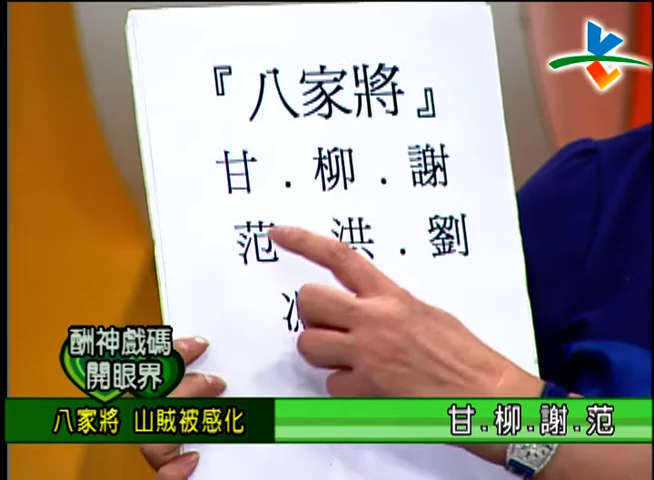 『八家將』
甘.柳.謝
范 洪.劉
酬神戲碼
開眼界
八家將 山賊被感化
甘.柳.謝.范